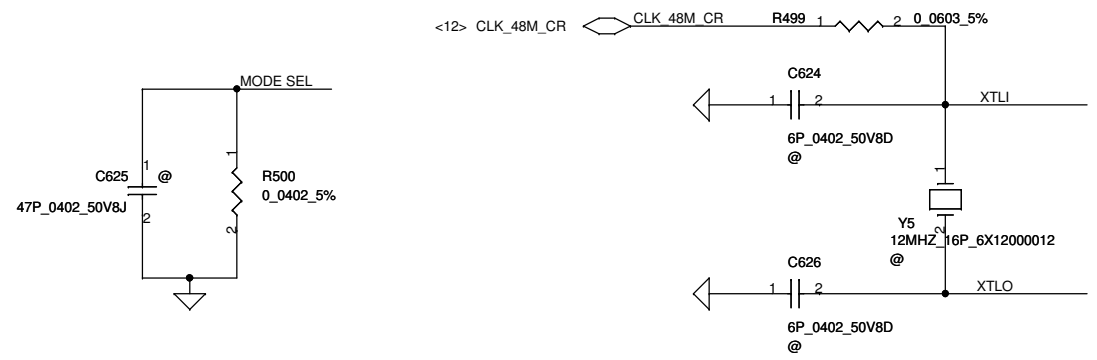 <12> CLK_48M_CR
CLK_48M_CR
R499 1 2 0_0603_5%
MODE SEL
C625 1 @
47P_0402_50V8J
2
1
R500
0_0402_5%
2
C624
1 2
XTLI
6P_0402_50V8D
@
1
Y5
2
12MHZ_16P_6X12000012
@
C626
1 2
XTLO
6P_0402_50V8D
@